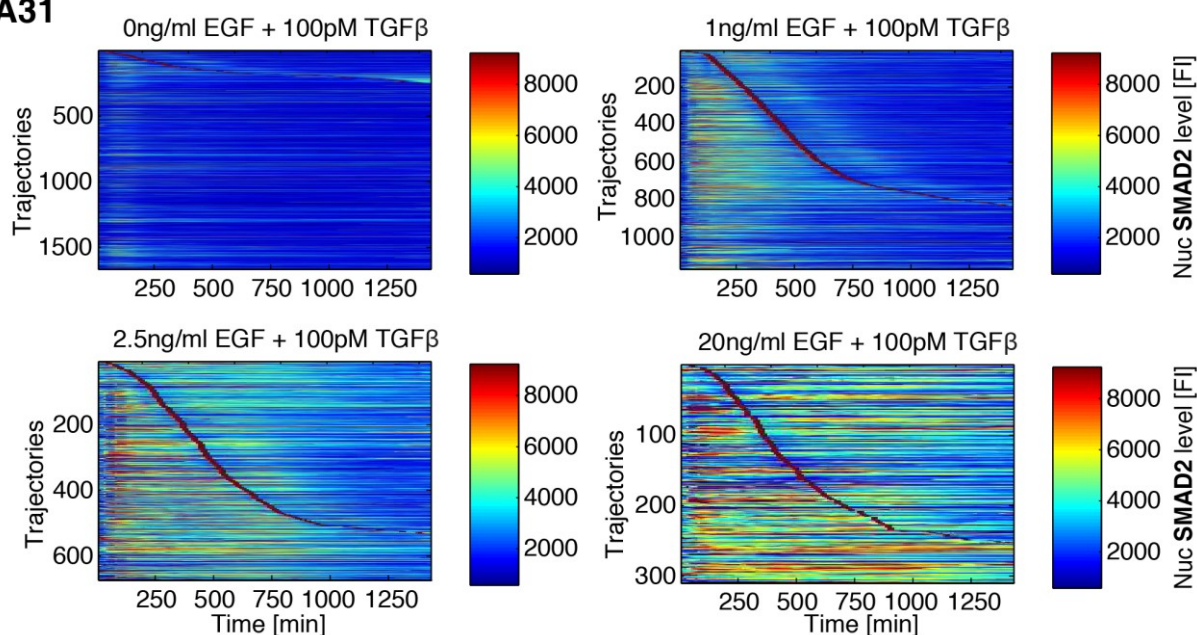 A31
0ng/ml EGF + 100pM TGFβ
1ng/ml EGF + 100pM TGFβ
Trajectories
500
1000
1500
250 500 750 1000 1250
8000
6000
4000
2000
Trajectories
200
400
600
800
1000
250 500 750 1000 1250
8000
6000
4000
2000
Nuc SMAD2 level [FI]
2.5ng/ml EGF + 100pM TGFβ
20ng/ml EGF + 100pM TGFβ
Trajectories
200
400
600
250 500 750 1000 1250
Time [min]
8000
6000
4000
2000
Trajectories
100
200
300
250 500 750 1000 1250
Time [min]
8000
6000
4000
2000
Nuc SMAD2 level [FI]